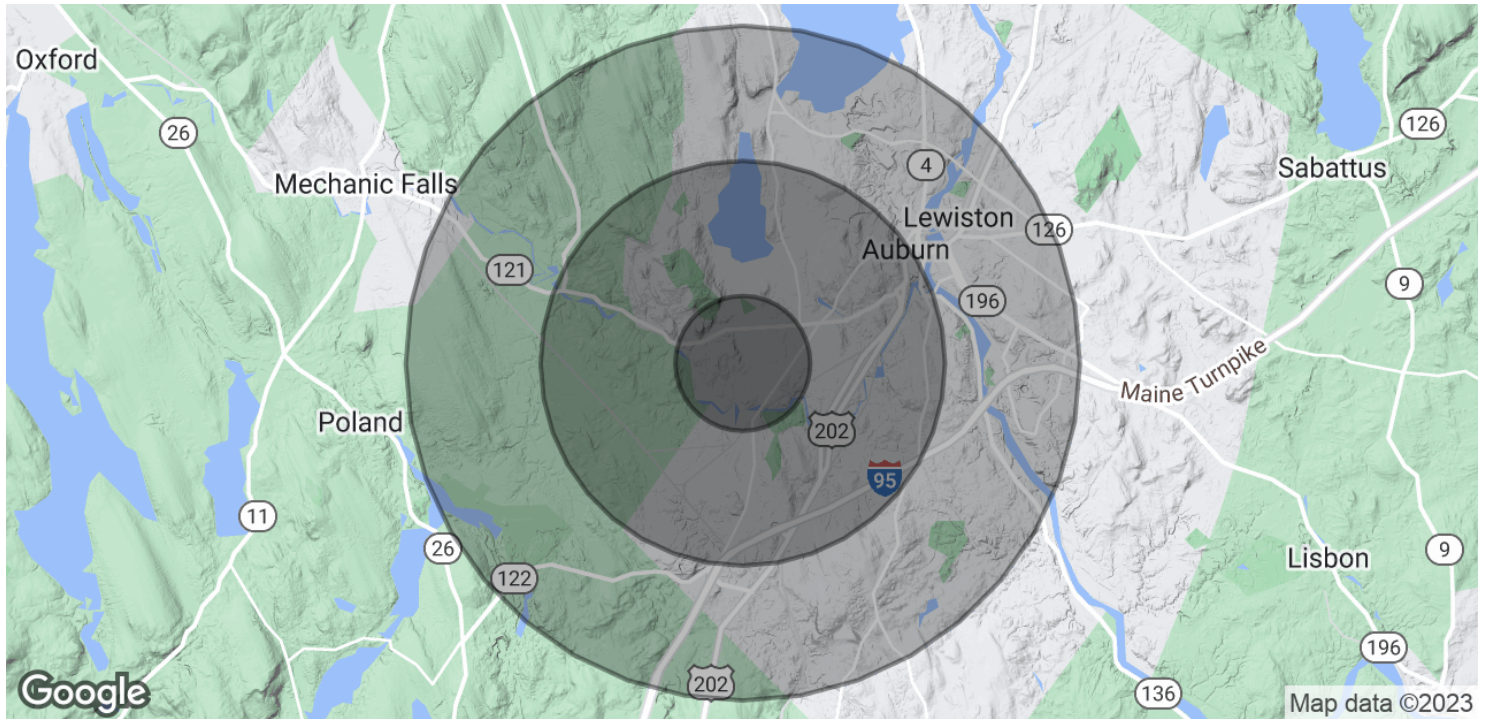 Oxford
26
126
4
Sabattus
Mechanic Falls
Lewiston
126
Auburn
121
9
196
Maine Turnpike
Poland
202
95
11
26
9
Lisbon
122
196
202
136
Google
Map data ©2023